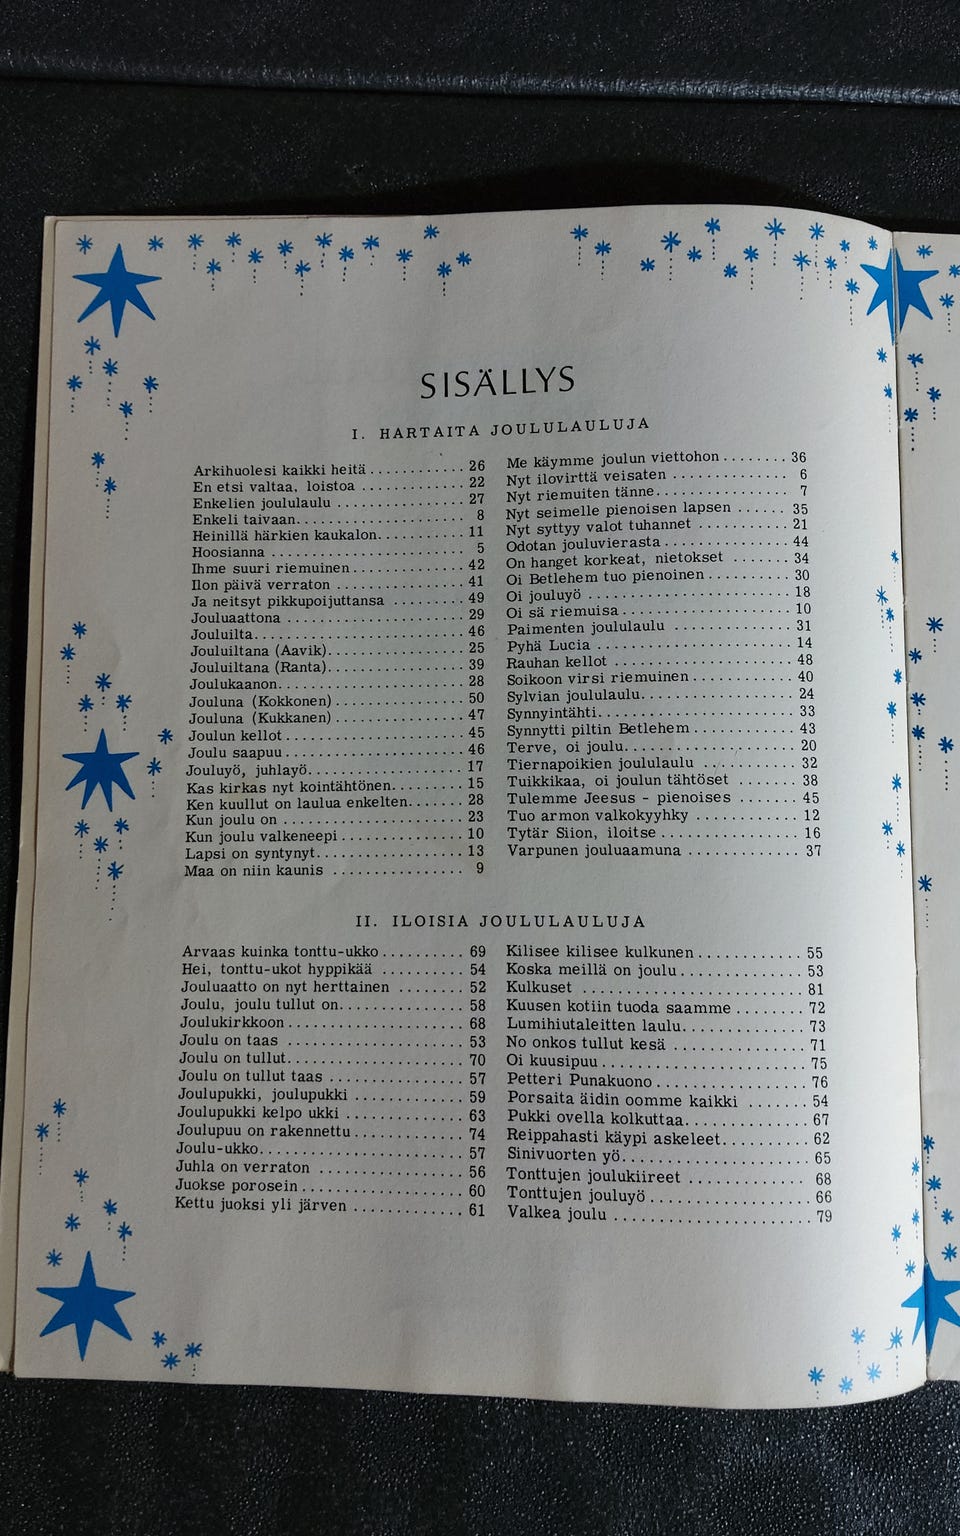 SISÄLLYS
I. HARTAITA JOULULAULUJA
Arkihuolesi kaikki heitä ............ 26
En etsi valtaa, loistoa ............. 22
Enkelien joululaulu ................ 27
Enkeli taivaan..................... 8
Heinillä härkien kaukalon........... 11
Hoosianna ........................ 5
Ihme suuri riemuinen .............. 42
Ilon päivä verraton ................ 41
Ja neitsyt pikkupoijuttansa ......... 49
Jouluaattona ...................... 29
Jouluilta.......................... 46
Jouluiltana (Aavik)................. 25
Jouluiltana (Ranta)................. 39
Joulukaanon....................... 28
Jouluna (Kokkonen) ................ 50
Jouluna (Kukkanen) ................ 47
Joulun kellot ...................... 45
Joulu saapuu ...................... 46
Jouluyö, juhlayö................... 17
Kas kirkas nyt kointähtönen......... 15
Ken kuullut on laulua enkelten....... 28
Kun joulu on ...................... 23
Kun joulu valkeneepi ............... 10
Lapsi on syntynyt.................. 13
Maa on niin kaunis ................ 9
Me käymme joulun viettohon ........ 36
Nyt ilovirttä veisaten .............. 6
Nyt riemuiten tänne................ 7
Nyt seimelle pienoisen lapsen ...... 35
Nyt syttyy valot tuhannet ........... 21
Odotan jouluvierasta ............... 44
On hanget korkeat, nietokset ........ 34
Oi Betlehem tuo pienoinen .......... 30
Oi jouluyö ........................ 18
Oi sä riemuisa .................... 10
Paimenten joululaulu .............. 31
Pyhä Lucia ....................... 14
Rauhan kellot ..................... 48
Soikoon virsi riemuinen ............ 40
Sylvian joululaulu.................. 24
Synnyintähti....................... 33
Synnytti piltin Betlehem ............ 43
Terve, oi joulu..................... 20
Tiernapoikien joululaulu ........... 32
Tuikkikaa, oi joulun tähtöset ....... 38
Tulemme Jeesus - pienoises ....... 45
Tuo armon valkokyyhky ............ 12
Tytär Siion, iloitse ................ 16
Varpunen jouluaamuna ............. 37
II. ILOISIA JOULULAULUJA
Arvaas kuinka tonttu-ukko .......... 69
Hei, tonttu-ukot hyppikää .......... 54
Jouluaatto on nyt herttainen ........ 52
Joulu, joulu tullut on............... 58
Joulukirkkoon ..................... 68
Joulu on taas ..................... 53
Joulu on tullut..................... 70
Joulu on tullut taas ................ 57
Joulupukki, joulupukki ............. 59
Joulupukki kelpo ukki .............. 63
Joulupuu on rakennettu ............. 74
Joulu-ukko........................ 57
Juhla on verraton ................. 56
Juokse porosein ................... 60
Kettu juoksi yli järven ............. 61
Kilisee kilisee kulkunen ............ 55
Koska meillä on joulu .............. 53
Kulkuset ......................... 81
Kuusen kotiin tuoda saamme ........ 72
Lumihiutaleitten laulu.............. 73
No onkos tullut kesä ............... 71
Oi kuusipuu ....................... 75
Petteri Punakuono ................. 76
Porsaita äidin oomme kaikki ....... 54
Pukki ovella kolkuttaa.............. 67
Reippahasti käypi askeleet.......... 62
Sinivuorten yö..................... 65
Tonttujen joulukiireet ............. 68
Tonttujen jouluyö .................. 66
Valkea joulu ...................... 79